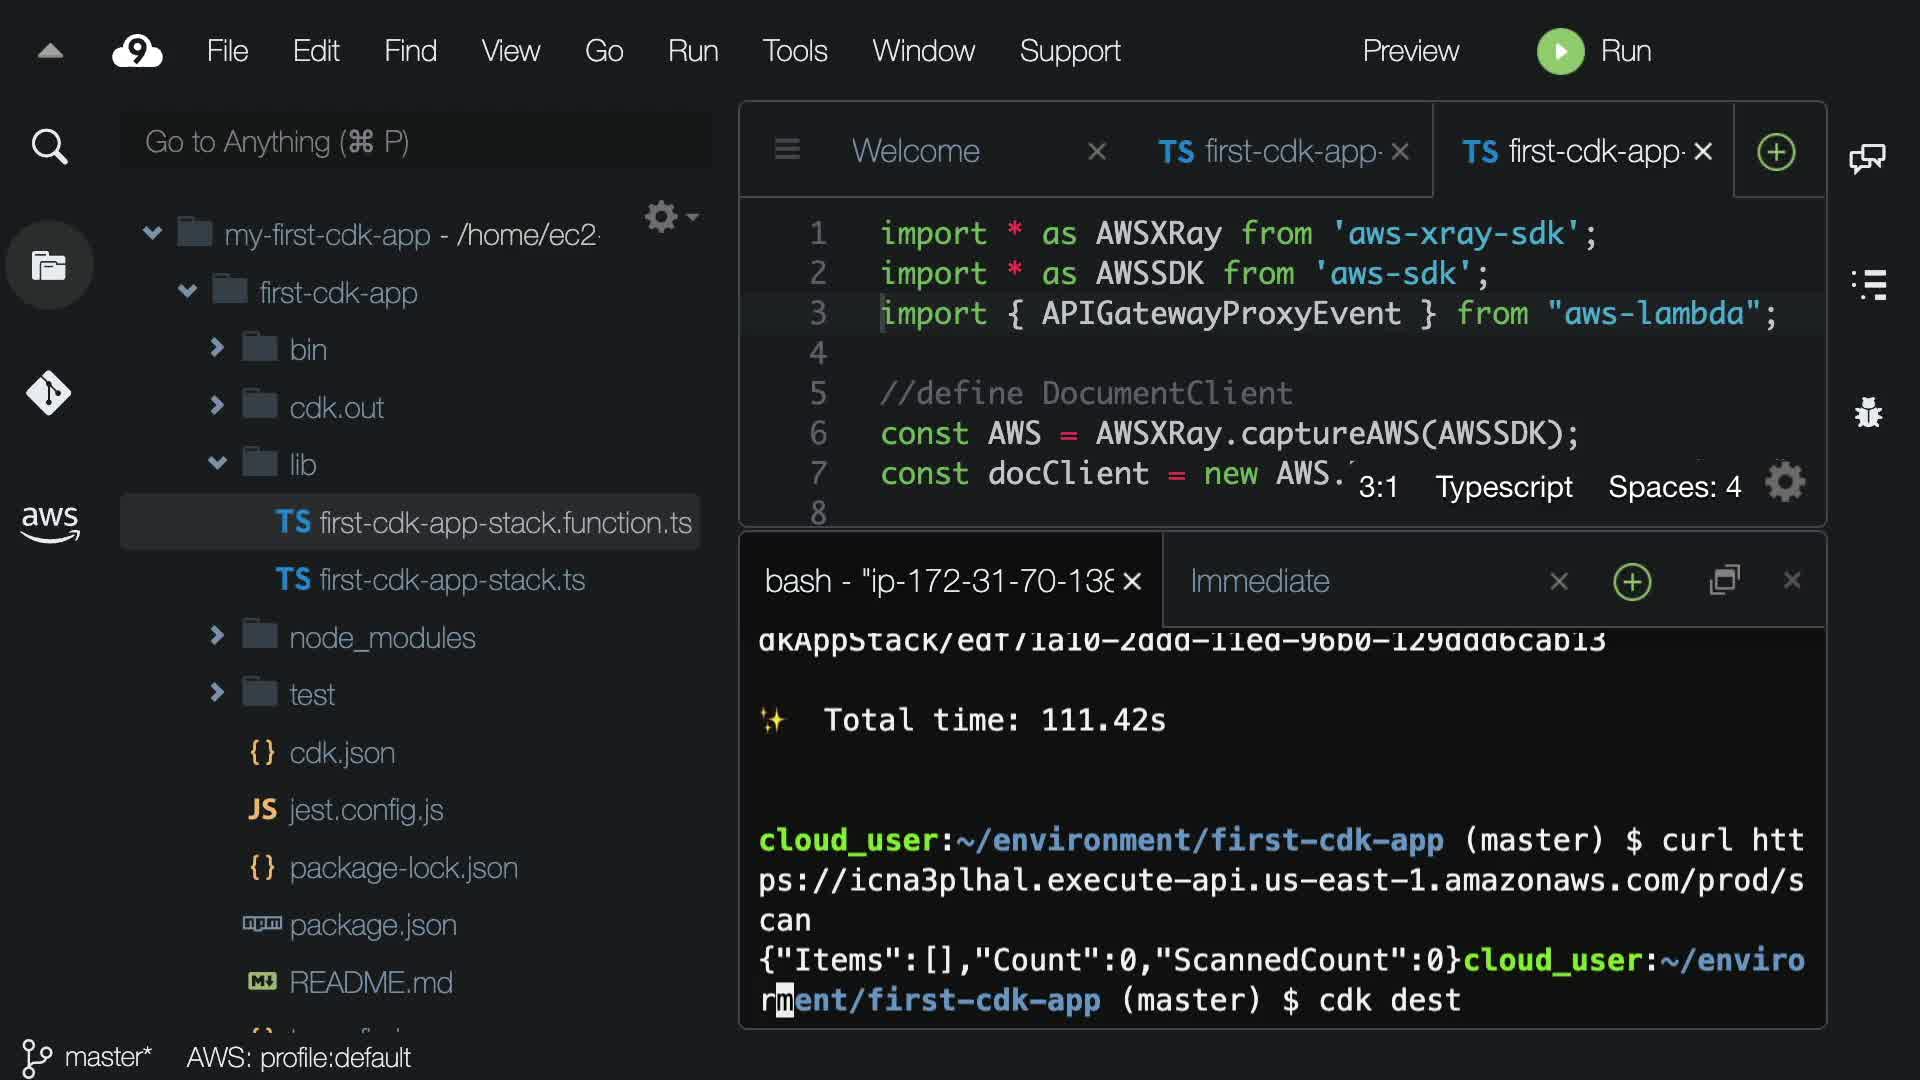 9 File Edit Find View Go Run Tools Window Support Preview Run
Go to Anything (⌘ P)
my-first-cdk-app - /home/ec2
first-cdk-app
bin
cdk.out
lib
TS first-cdk-app-stack.function.ts
TS first-cdk-app-stack.ts
node_modules
test
{} cdk.json
JS jest.config.js
{} package-lock.json
npm package.json
M↓ README.md
aws
master* AWS: profile:default
Welcome TS first-cdk-app- TS first-cdk-app-
1 import * as AWSXRay from 'aws-xray-sdk';
2 import * as AWSSDK from 'aws-sdk';
3 import { APIGatewayProxyEvent } from "aws-lambda";
4
5 //define DocumentClient
6 const AWS = AWSXRay.captureAWS(AWSSDK);
7 const docClient = new AWS.
8
3:1 Typescript Spaces: 4
bash - "ip-172-31-70-138 Immediate
dkAppStack/edf71a10-2ddd-11ed-96b0-129ddd6cab13
✨ Total time: 111.42s
cloud_user:~/environment/first-cdk-app (master) $ curl htt
ps://icna3plhal.execute-api.us-east-1.amazonaws.com/prod/s
can
{"Items":[],"Count":0,"ScannedCount":0}cloud_user:~/enviro
rment/first-cdk-app (master) $ cdk dest